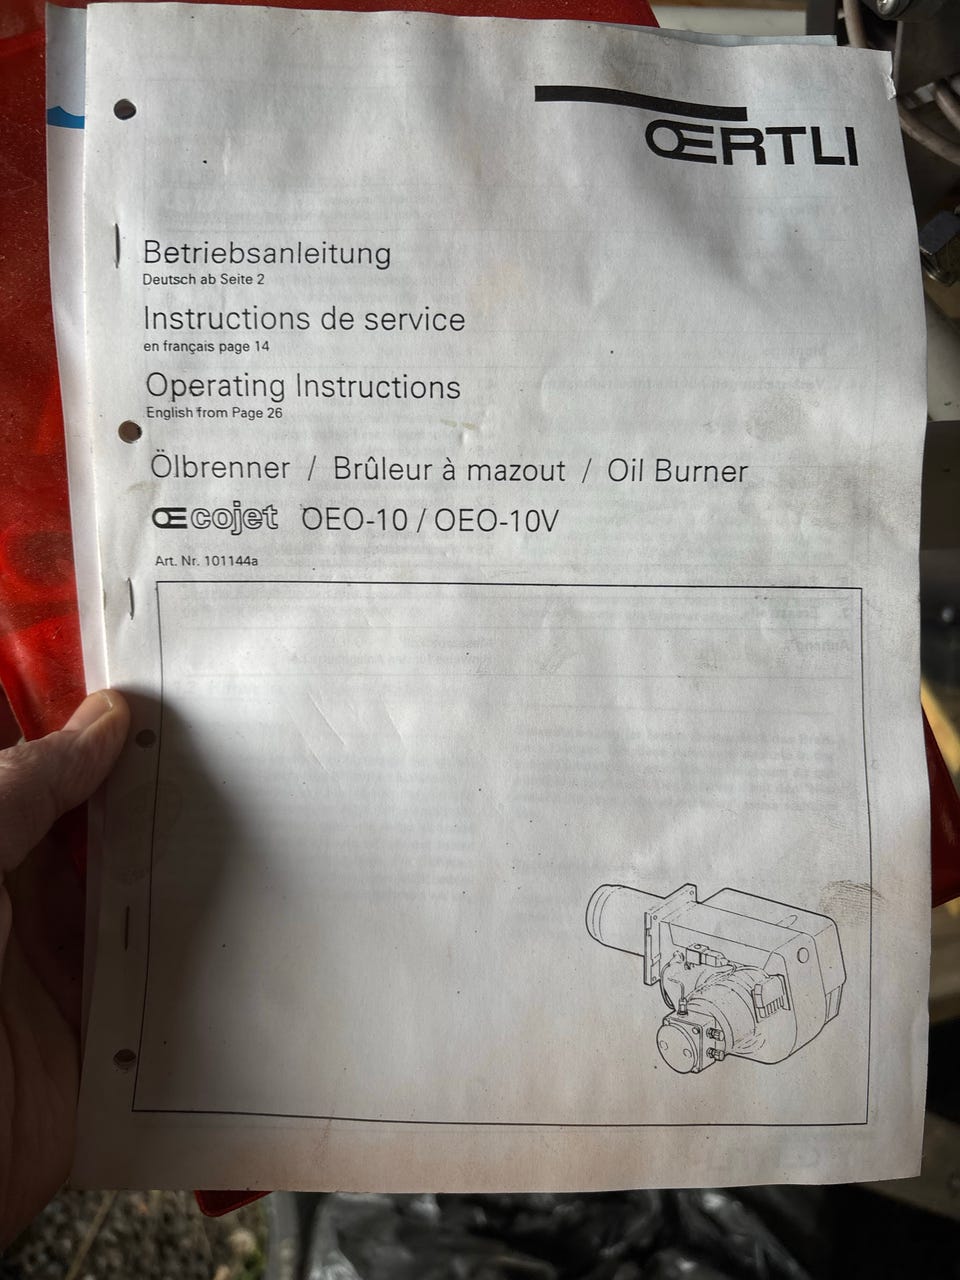 ŒRTLI
Betriebsanleitung
Deutsch ab Seite 2
Instructions de service
en français page 14
Operating Instructions
English from Page 26
Ölbrenner / Brûleur à mazout / Oil Burner
Œcojet OEO-10 / OEO-10V
Art. Nr. 101144a